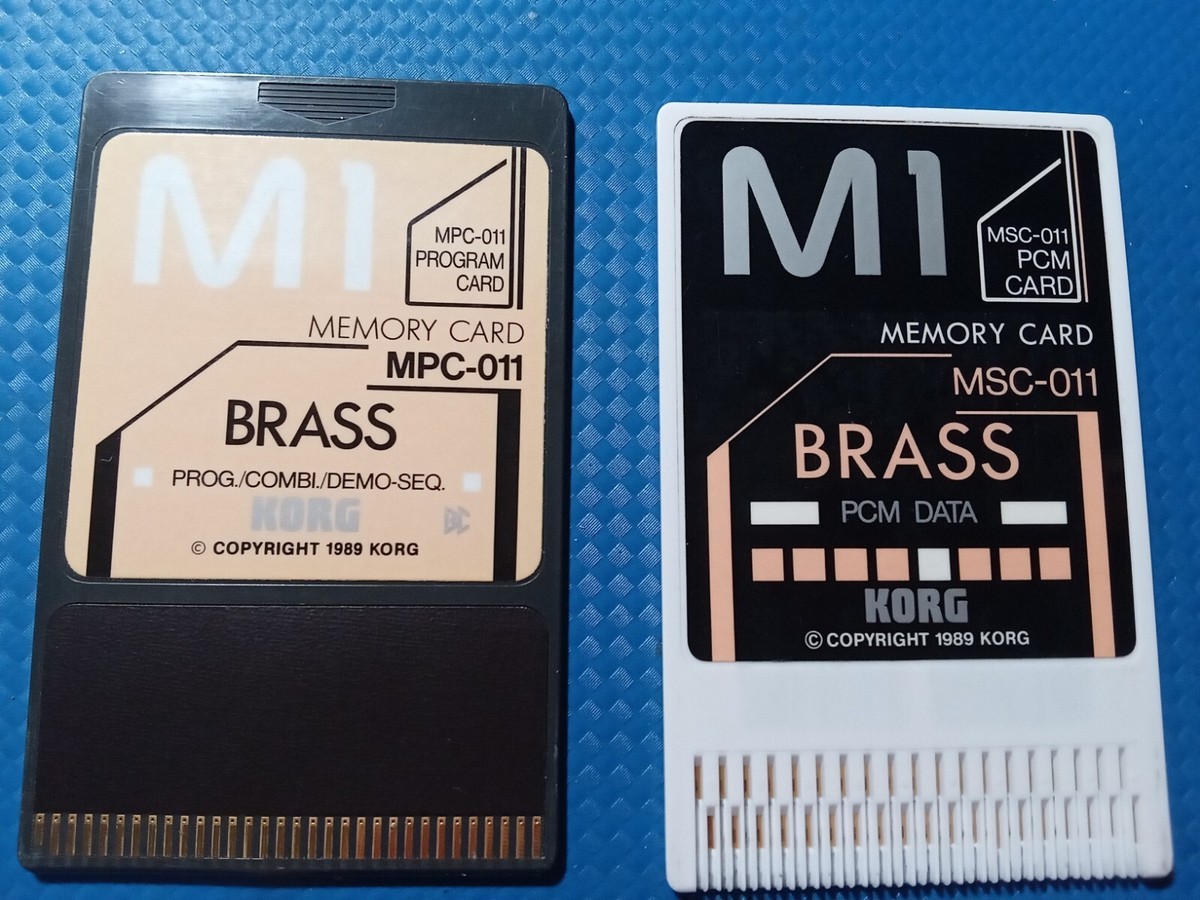 M1
MPC-011
PROGRAM
CARD
MEMORY CARD
MPC-011
BRASS
PROG./COMBI./DEMO-SEQ.
KORG
© COPYRIGHT 1989 KORG
M1
MSC-011
PCM
CARD
MEMORY CARD
MSC-011
BRASS
PCM DATA
KORG
© COPYRIGHT 1989 KORG